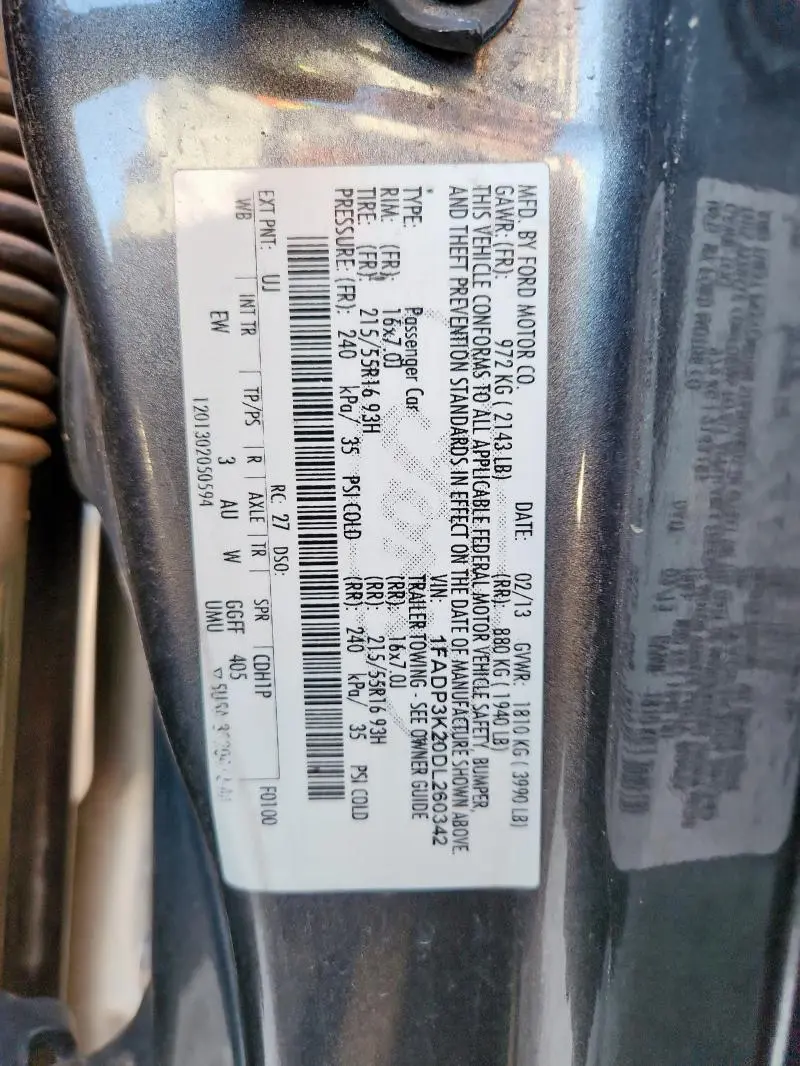 MFD. BY FORD MOTOR CO.
DATE: 02/13 GVWR: 1810 KG ( 3990 LB)
GAWR: (FR): 972 KG ( 2143 LB) (RR): 880 KG ( 1940 LB)
THIS VEHICLE CONFORMS TO ALL APPLICABLE FEDERAL MOTOR VEHICLE SAFETY, BUMPER,
AND THEFT PREVENTION STANDARDS IN EFFECT ON THE DATE OF MANUFACTURE SHOWN ABOVE.
VIN: 1FADP3K20DL260342
TYPE: Passenger Car TRAILER TOWING - SEE OWNER GUIDE
RIM: (FR): 16x7.0J (RR): 16x7.0J
TIRE: (FR): 215/55R16 93H (RR): 215/55R16 93H
PRESSURE: (FR): 240 kPa/ 35 PSI COLD (RR): 240 kPa/ 35 PSI COLD
EXT PNT: UJ RC: 27 DSO: F0100
WB INT TR TP/PS R AXLE TR SPR CDH1P
EW 3 AU W GGFF 405
UMU
1201302050594